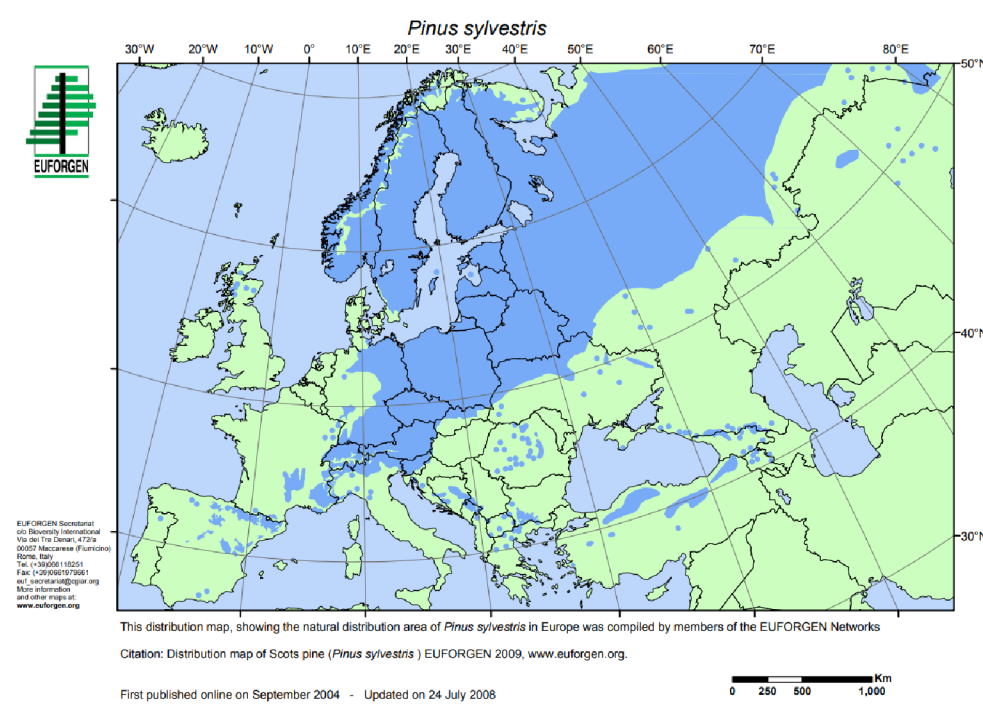 Pinus sylvestris
30°W 20°W 10°W 0° 10°E 20°E 30°E 40°E 50°E 60°E 70°E 80°E
50°N
EUFORGEN
40°N
30°N
EUFORGEN Secretariat
c/o Bioversity International
Via dei Tre Denari, 472/a
00057 Maccarese (Fiumicino)
Rome, Italy
Tel. (+39)066118251
Fax: (+39)0661979661
euf_secretariat@cgiar.org
More information
and other maps at:
www.euforgen.org
This distribution map, showing the natural distribution area of Pinus sylvestris in Europe was compiled by members of the EUFORGEN Networks
Citation: Distribution map of Scots pine (Pinus sylvestris ) EUFORGEN 2009, www.euforgen.org.
First published online on September 2004 - Updated on 24 July 2008
Km
0 250 500 1,000